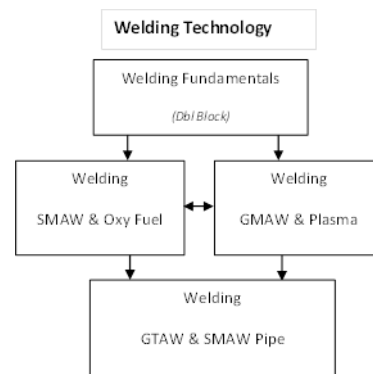 Welding Technology
Welding Fundamentals
(Dbl Block)
Welding
SMAW & Oxy Fuel
Welding
GMAW & Plasma
Welding
GTAW & SMAW Pipe